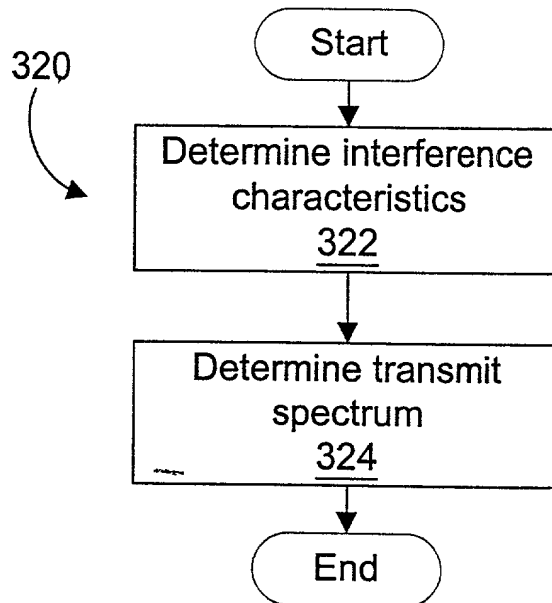 Start
320
Determine interference
characteristics
322
Determine transmit
spectrum
324
End